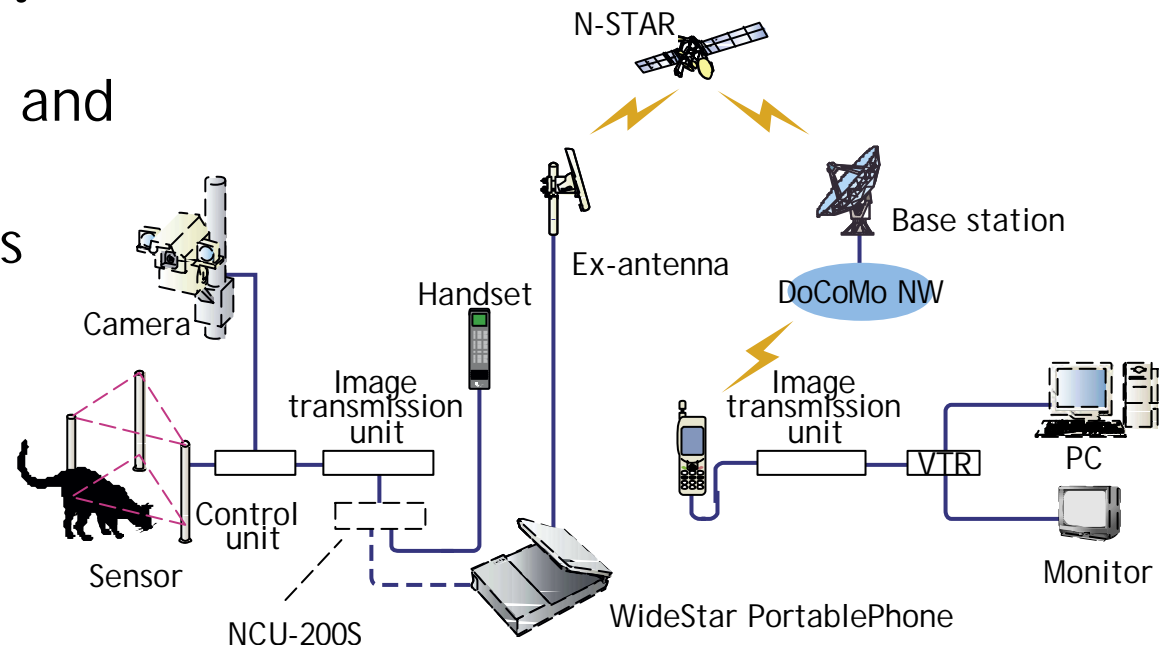 N-STAR
and
s
Base station
Ex-antenna
DoCoMo NW
Handset
Camera
Image
transmission
unit
Image
transmission
unit
VTR
PC
Control
unit
Sensor
Monitor
WideStar PortablePhone
NCU-200S